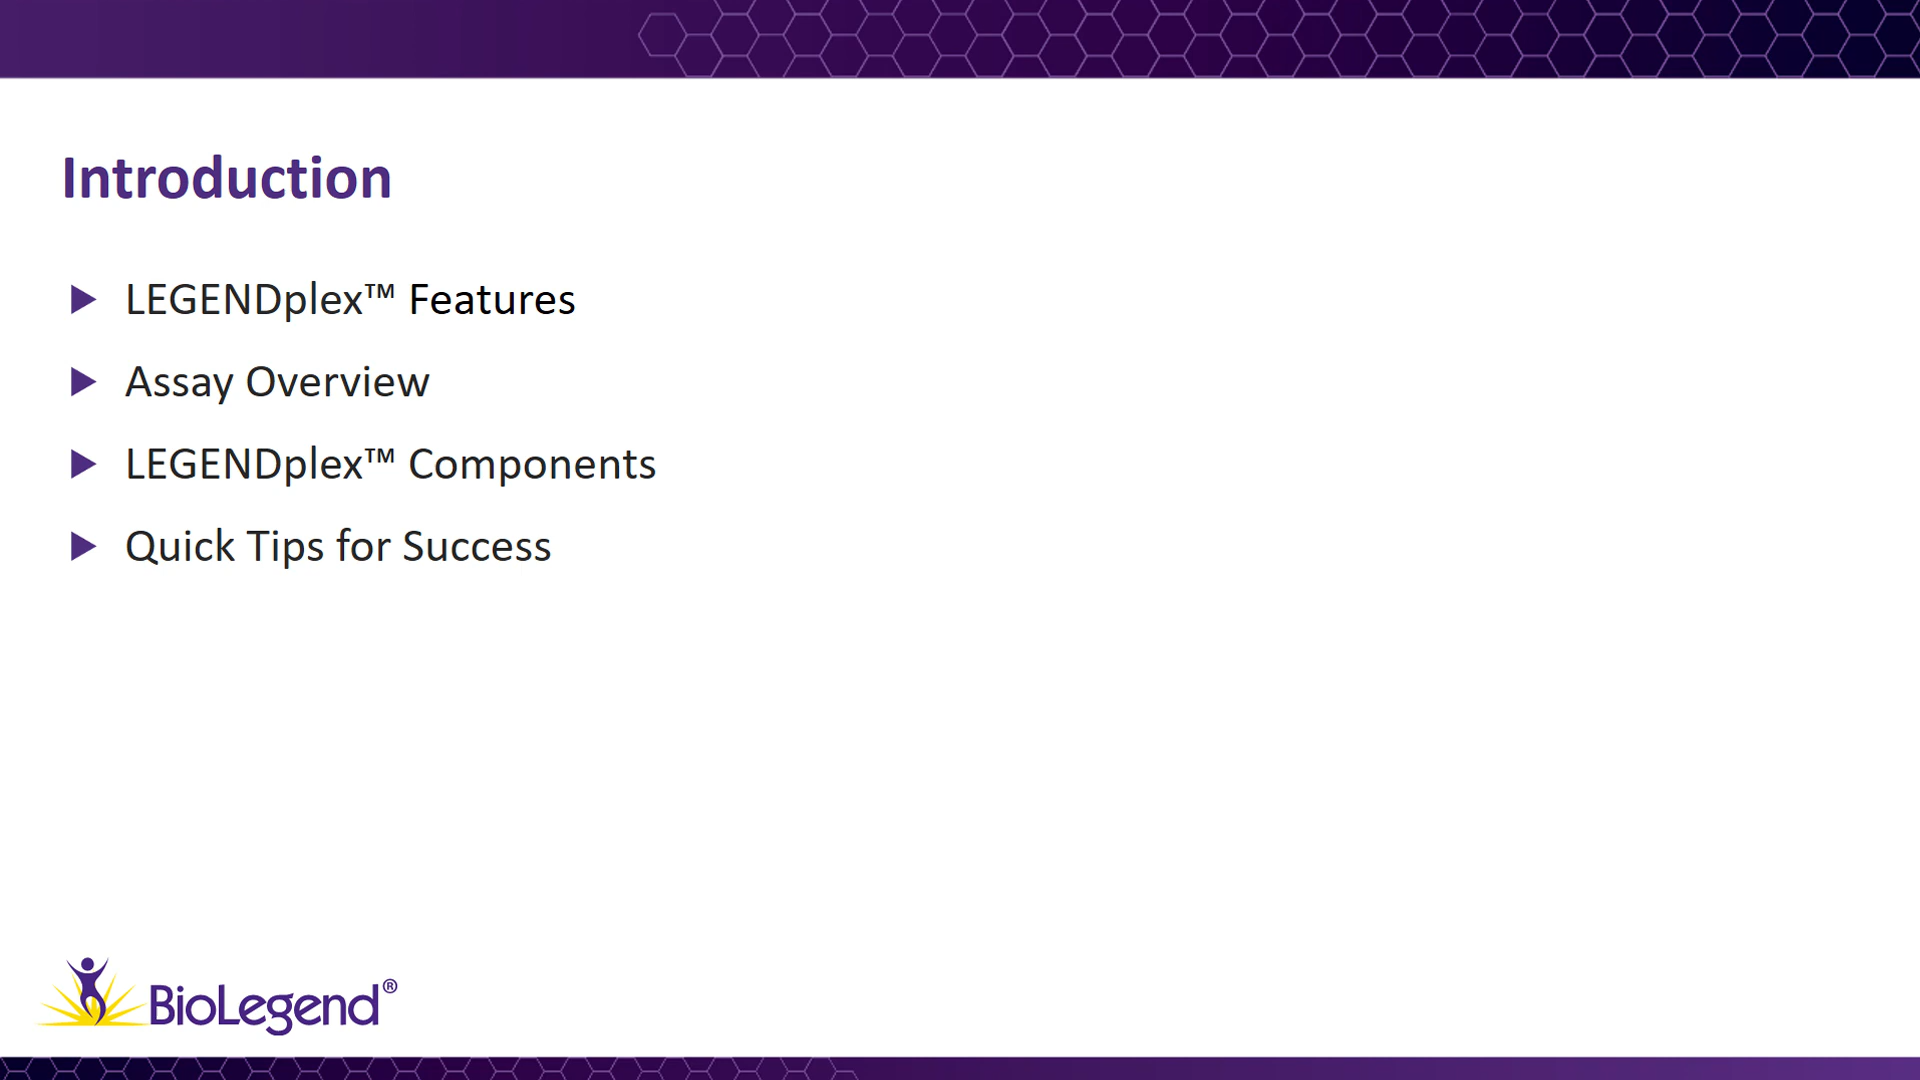 Introduction
LEGENDplex™ Features
Assay Overview
LEGENDplex™ Components
Quick Tips for Success
BioLegend®